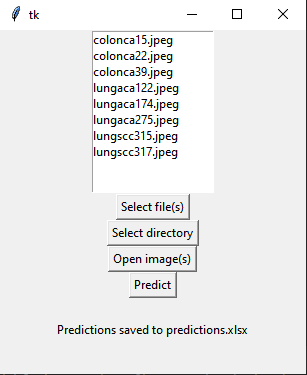 tk
colonca15.jpeg
colonca22.jpeg
colonca39.jpeg
lungaca122.jpeg
lungaca174.jpeg
lungaca275.jpeg
lungscc315.jpeg
lungscc317.jpeg
Select file(s)
Select directory
Open image(s)
Predict
Predictions saved to predictions.xlsx